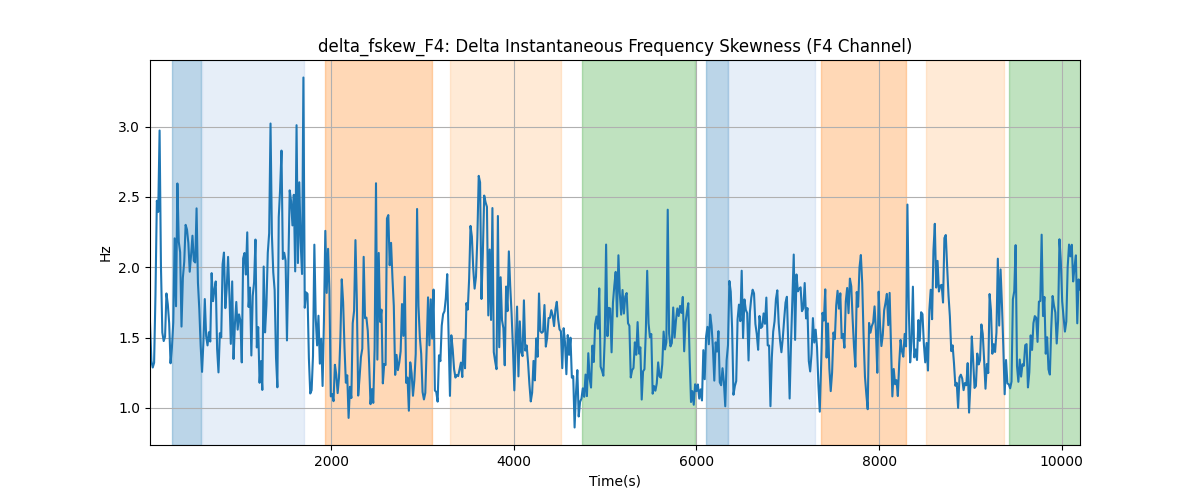 delta_fskew_F4: Delta Instantaneous Frequency Skewness (F4 Channel)
3.0
2.5
2.0
1.5
1.0
Hz
2000 4000 6000 8000 10000
Time(s)